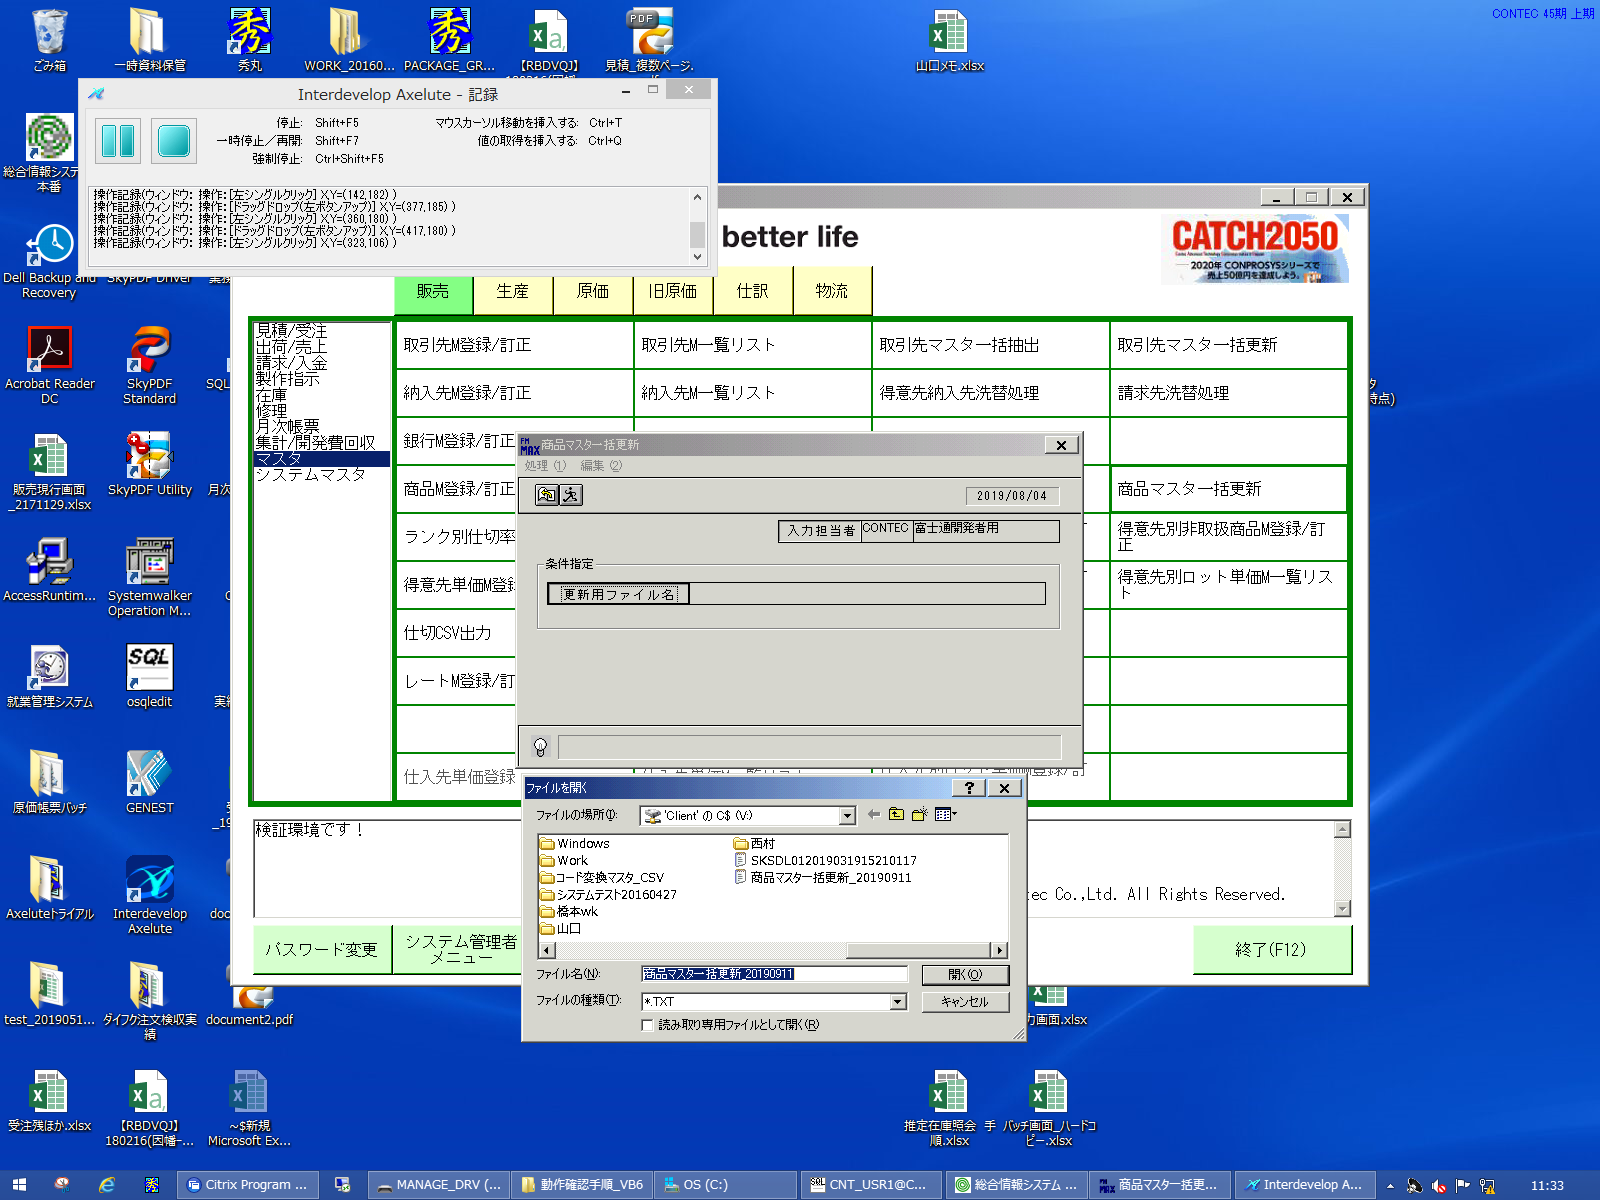 CONTEC 45期 上期
ごみ箱
一時資料保管
秀丸
WORK_20160...
PACKAGE_GR...
【RBDVQJ】
見積_複数ページ.
山口メモ.xlsx
Interdevelop Axelute - 記録
停止: Shift+F5
一時停止／再開: Shift+F7
強制停止: Ctrl+Shift+F5
マウスカーソル移動を挿入する: Ctrl+T
値の取得を挿入する: Ctrl+Q
操作記録(ウィンドウ: 操作:[左シングルクリック] X,Y=(142,182) )
操作記録(ウィンドウ: 操作:[ドラッグドロップ(左ボタンアップ)] X,Y=(377,185) )
操作記録(ウィンドウ: 操作:[左シングルクリック] X,Y=(360,180) )
操作記録(ウィンドウ: 操作:[ドラッグドロップ(左ボタンアップ)] X,Y=(417,180) )
操作記録(ウィンドウ: 操作:[左シングルクリック] X,Y=(323,106) )
総合情報システ
本番
Dell Backup and
Recovery
SkyPDF Driver
Acrobat Reader
DC
SkyPDF
Standard
SQL
販売現行画面
_2171129.xlsx
SkyPDF Utility
月次
AccessRuntim...
Systemwalker
Operation M...
就業管理システム
osqledit
実績
原価帳票バッチ
GENEST
Axeluteトライアル
Interdevelop
Axelute
doc
test_2019051...
ダイフク注文検収実
績
document2.pdf
受注残ほか.xlsx
【RBDVQJ】
180216(因幡-...
~$新規
Microsoft Ex...
better life
CATCH2050
2020年 CONPROSYSシリーズで
売上50億円を達成しよう。
販売
生産
原価
旧原価
仕訳
物流
見積/受注
出荷/売上
請求/入金
製作指示
在庫
修理
月次帳票
集計/開発費回収
マスタ
システムマスタ
取引先M登録/訂正
取引先M一覧リスト
取引先マスター括抽出
取引先マスター括更新
納入先M登録/訂正
納入先M一覧リスト
得意先納入先洗替処理
請求先洗替処理
銀行M登録/訂正
商品M登録/訂正
商品マスター括更新
ランク別仕切率
得意先別非取扱商品M登録/訂
正
得意先単価M登録
得意先別ロット単価M一覧リス
ト
仕切CSV出力
レートM登録/訂
仕入先単価登録
商品マスター括更新
処理 (1) 編集 (2)
2019/08/04
入力担当者 CONTEC 富士通開発者用
条件指定
更新用ファイル名
検証環境です！
tec Co.,Ltd. All Rights Reserved.
パスワード変更
システム管理者
メニュー
終了(F12)
ファイルを開く
ファイルの場所(I):
'Client' の C$ (V:)
Windows
Work
コード変換マスタ_CSV
システムテスト20160427
橋本wk
山口
西村
SKSDL012019031915210117
商品マスター括更新_20190911
ファイル名(N):
商品マスター括更新_20190911
開く(O)
ファイルの種類(T):
*.TXT
キャンセル
読み取り専用ファイルとして開く(R)
力画面.xlsx
推定在庫照会 手
順.xlsx
バッチ画面_ハードコ
ピー.xlsx
Citrix Program ...
MANAGE_DRV (...
動作確認手順_VB6
OS (C:)
CNT_USR1@C...
総合情報システム ...
商品マスター括更...
Interdevelop A...
11:33